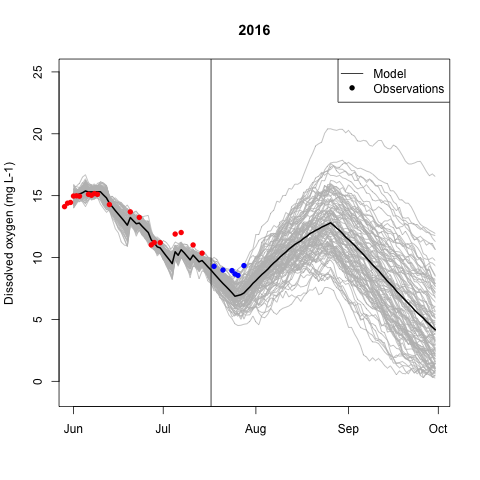 2016
Model
Observations
Dissolved oxygen (mg L-1)
25
20
15
10
5
0
Jun
Jul
Aug
Sep
Oct